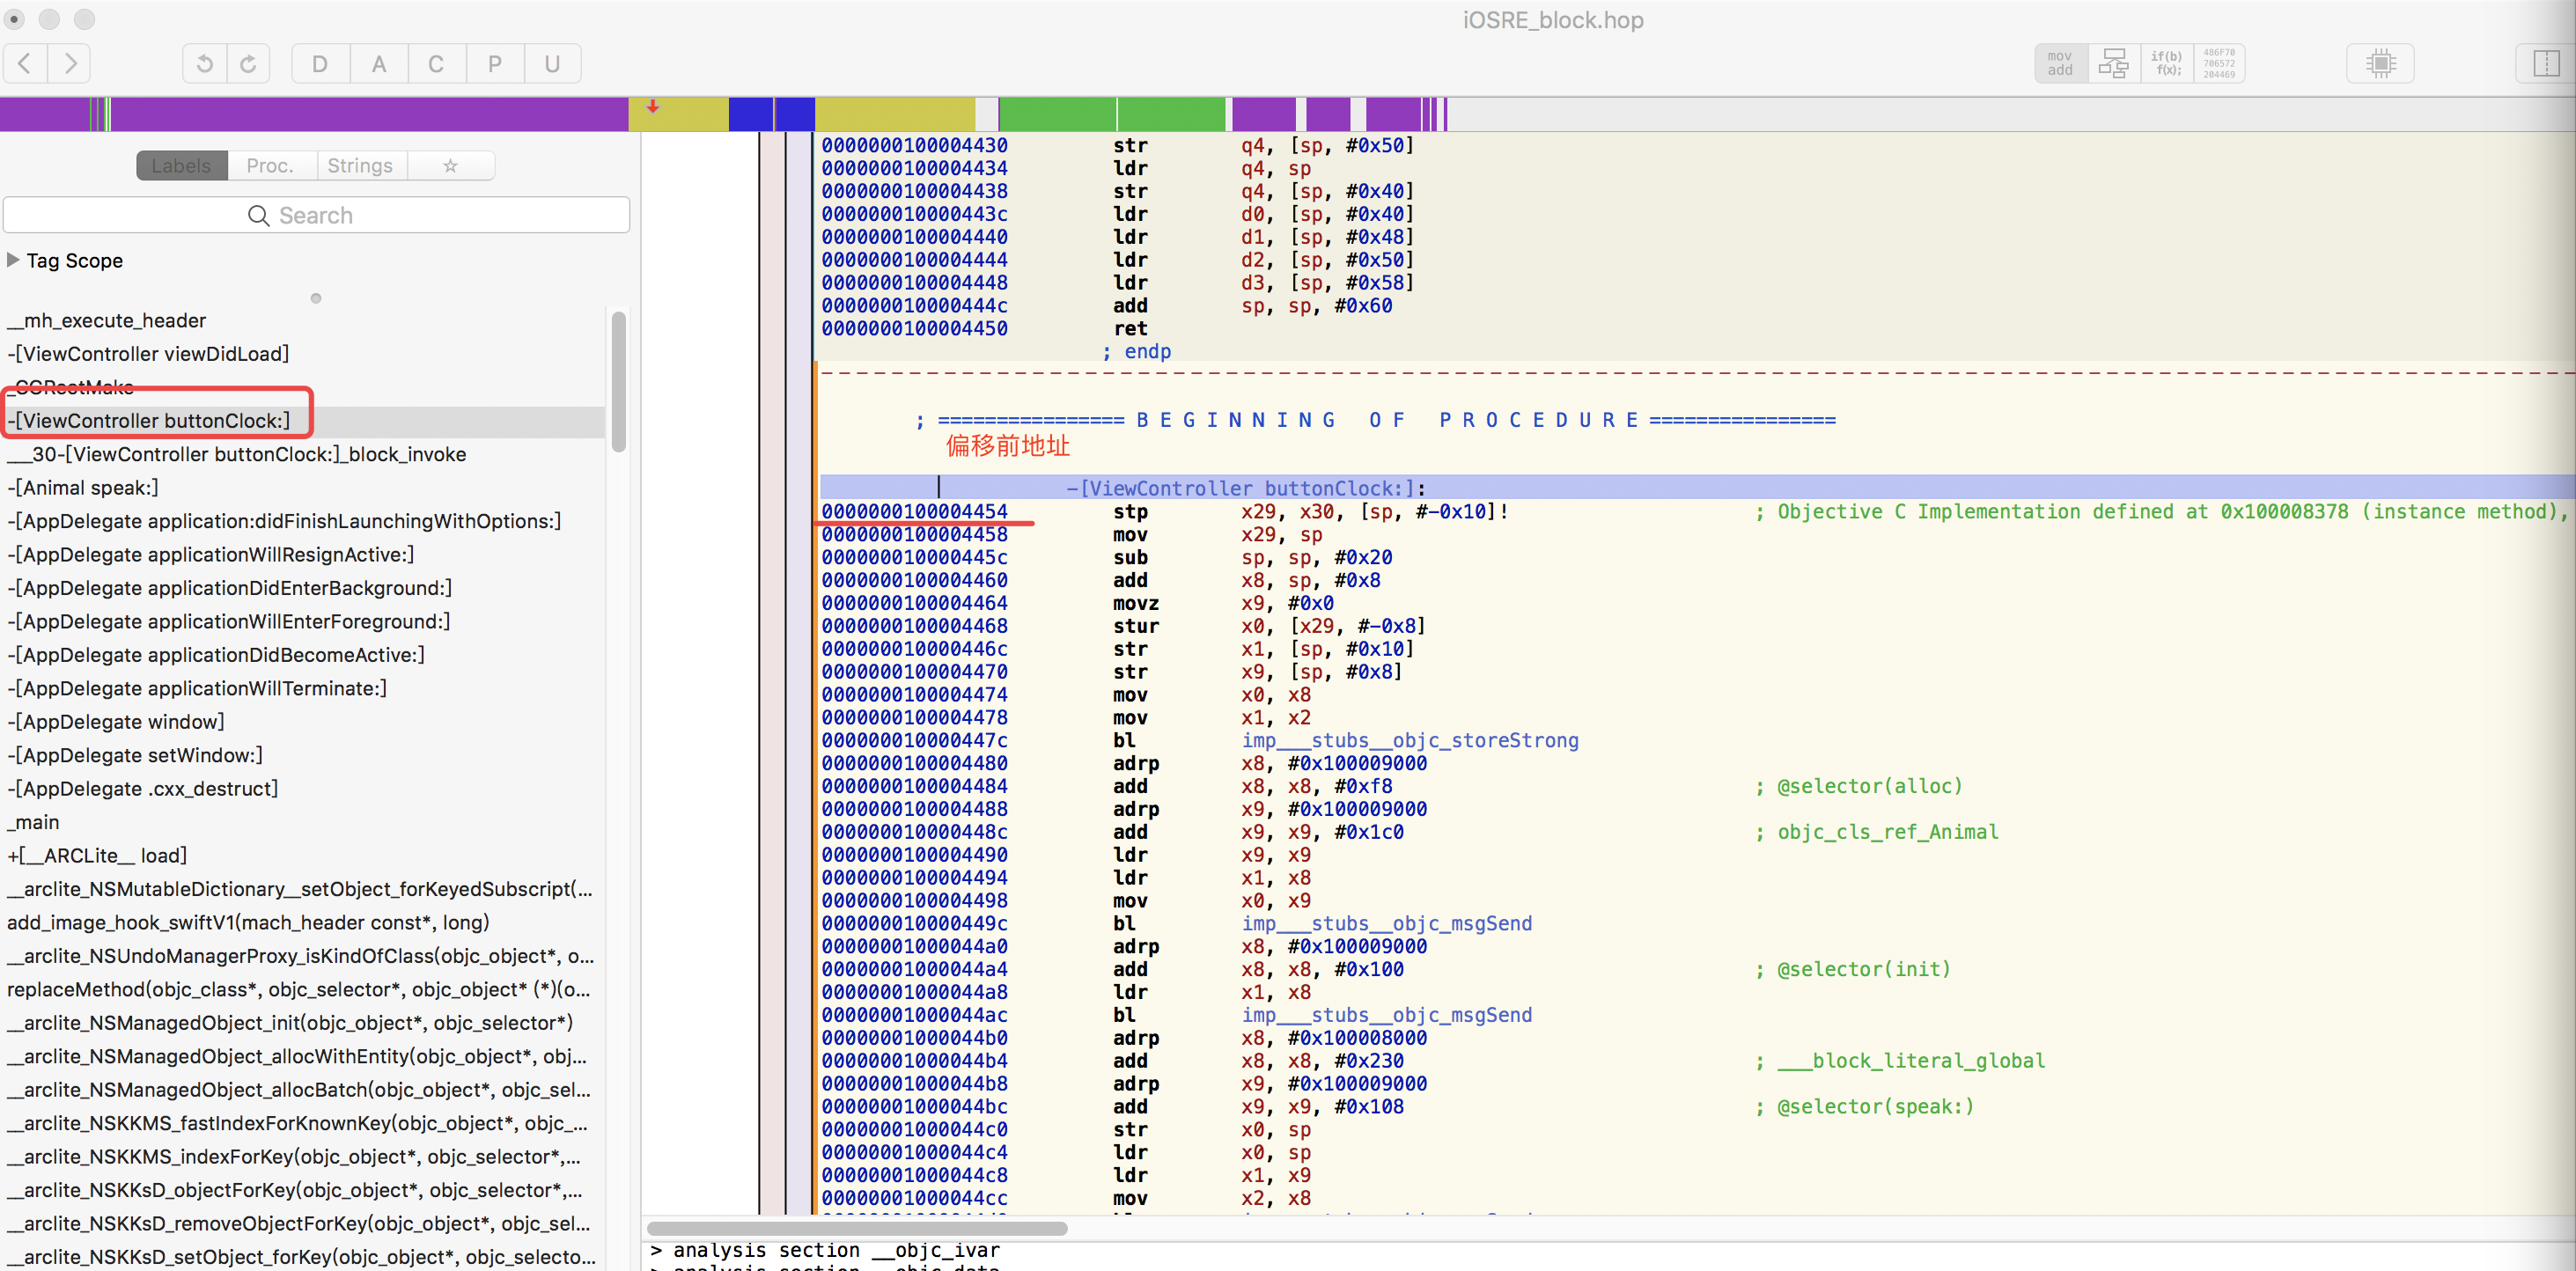 iOSRE_block.hop
D A C P U
mov add
if(b) f(x);
486F70 706572 204469
Labels Proc. Strings ☆
Search
Tag Scope
__mh_execute_header
-[ViewController viewDidLoad]
_CGRectMake
-[ViewController buttonClock:]
___30-[ViewController buttonClock:]_block_invoke
-[Animal speak:]
-[AppDelegate application:didFinishLaunchingWithOptions:]
-[AppDelegate applicationWillResignActive:]
-[AppDelegate applicationDidEnterBackground:]
-[AppDelegate applicationWillEnterForeground:]
-[AppDelegate applicationDidBecomeActive:]
-[AppDelegate applicationWillTerminate:]
-[AppDelegate window]
-[AppDelegate setWindow:]
-[AppDelegate .cxx_destruct]
_main
+[__ARCLite__ load]
__arclite_NSMutableDictionary__setObject_forKeyedSubscript(...
add_image_hook_swiftV1(mach_header const*, long)
__arclite_NSUndoManagerProxy_isKindOfClass(objc_object*, o...
replaceMethod(objc_class*, objc_selector*, objc_object* (*)(o...
__arclite_NSManagedObject_init(objc_object*, objc_selector*)
__arclite_NSManagedObject_allocWithEntity(objc_object*, obj...
__arclite_NSManagedObject_allocBatch(objc_object*, objc_sel...
__arclite_NSKKMS_fastIndexForKnownKey(objc_object*, objc_...
__arclite_NSKKMS_indexForKey(objc_object*, objc_selector*,...
__arclite_NSKKsD_objectForKey(objc_object*, objc_selector*,...
__arclite_NSKKsD_removeObjectForKey(objc_object*, objc_sel...
__arclite_NSKKsD_setObject_forKey(objc_object*, objc_selecto...
0000000100004430 str q4, [sp, #0x50]
0000000100004434 ldr q4, sp
0000000100004438 str q4, [sp, #0x40]
000000010000443c ldr d0, [sp, #0x40]
0000000100004440 ldr d1, [sp, #0x48]
0000000100004444 ldr d2, [sp, #0x50]
0000000100004448 ldr d3, [sp, #0x58]
000000010000444c add sp, sp, #0x60
0000000100004450 ret
; endp
; ================ B E G I N N I N G   O F   P R O C E D U R E ================
偏移前地址
-[ViewController buttonClock:]:
0000000100004454 stp x29, x30, [sp, #-0x10]! ; Objective C Implementation defined at 0x100008378 (instance method),
0000000100004458 mov x29, sp
000000010000445c sub sp, sp, #0x20
0000000100004460 add x8, sp, #0x8
0000000100004464 movz x9, #0x0
0000000100004468 stur x0, [x29, #-0x8]
000000010000446c str x1, [sp, #0x10]
0000000100004470 str x9, [sp, #0x8]
0000000100004474 mov x0, x8
0000000100004478 mov x1, x2
000000010000447c bl imp___stubs__objc_storeStrong
0000000100004480 adrp x8, #0x100009000
0000000100004484 add x8, x8, #0xf8 ; @selector(alloc)
0000000100004488 adrp x9, #0x100009000
000000010000448c add x9, x9, #0x1c0 ; objc_cls_ref_Animal
0000000100004490 ldr x9, x9
0000000100004494 ldr x1, x8
0000000100004498 mov x0, x9
000000010000449c bl imp___stubs__objc_msgSend
00000001000044a0 adrp x8, #0x100009000
00000001000044a4 add x8, x8, #0x100 ; @selector(init)
00000001000044a8 ldr x1, x8
00000001000044ac bl imp___stubs__objc_msgSend
00000001000044b0 adrp x8, #0x100008000
00000001000044b4 add x8, x8, #0x230 ; ___block_literal_global
00000001000044b8 adrp x9, #0x100009000
00000001000044bc add x9, x9, #0x108 ; @selector(speak:)
00000001000044c0 str x0, sp
00000001000044c4 ldr x0, sp
00000001000044c8 ldr x1, x9
00000001000044cc mov x2, x8
> analysis section __objc_ivar